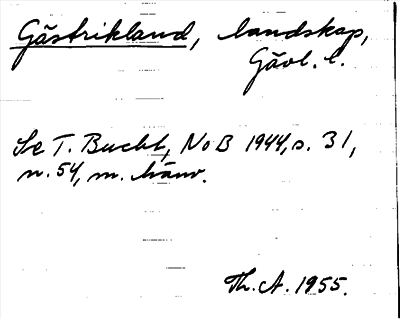 Gästrikland, landskap,
Gävl. l.
Se T. Bucht, NoB 1944, s. 31,
n. 54, m. hänv.
Th. A. 1955.